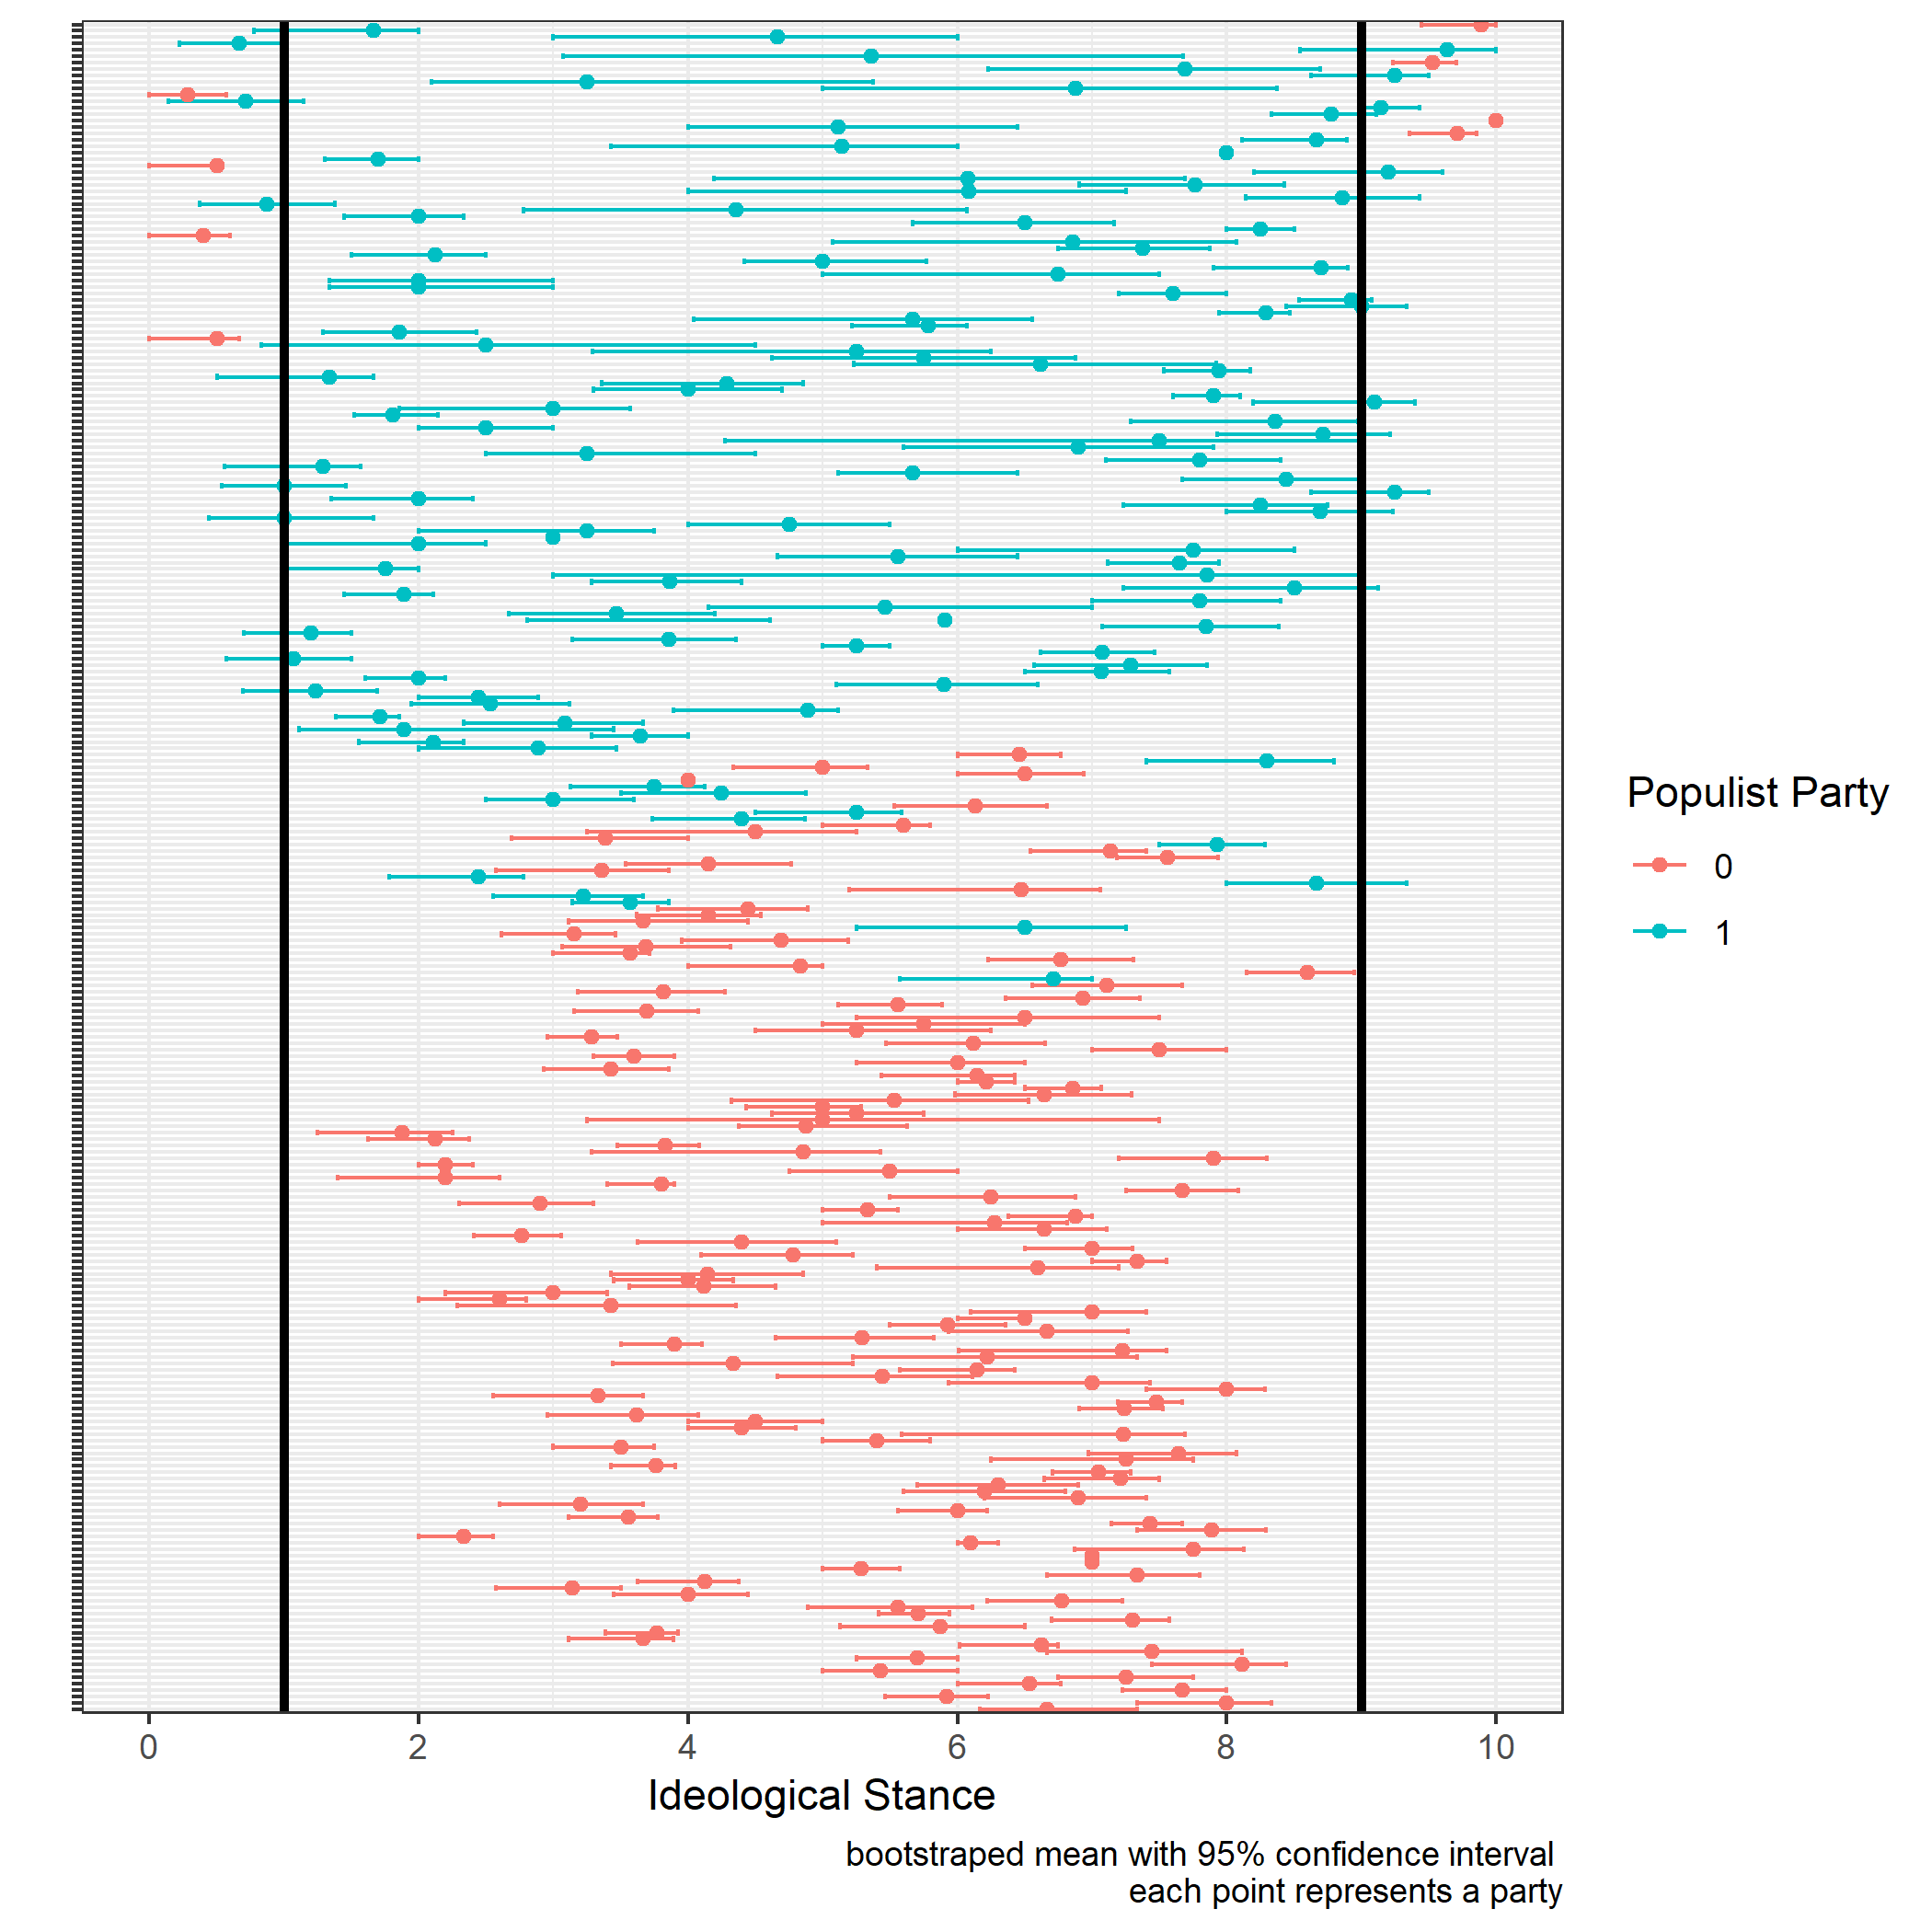 Populist Party
0
1
0 2 4 6 8 10
Ideological Stance
bootstraped mean with 95% confidence interval
each point represents a party